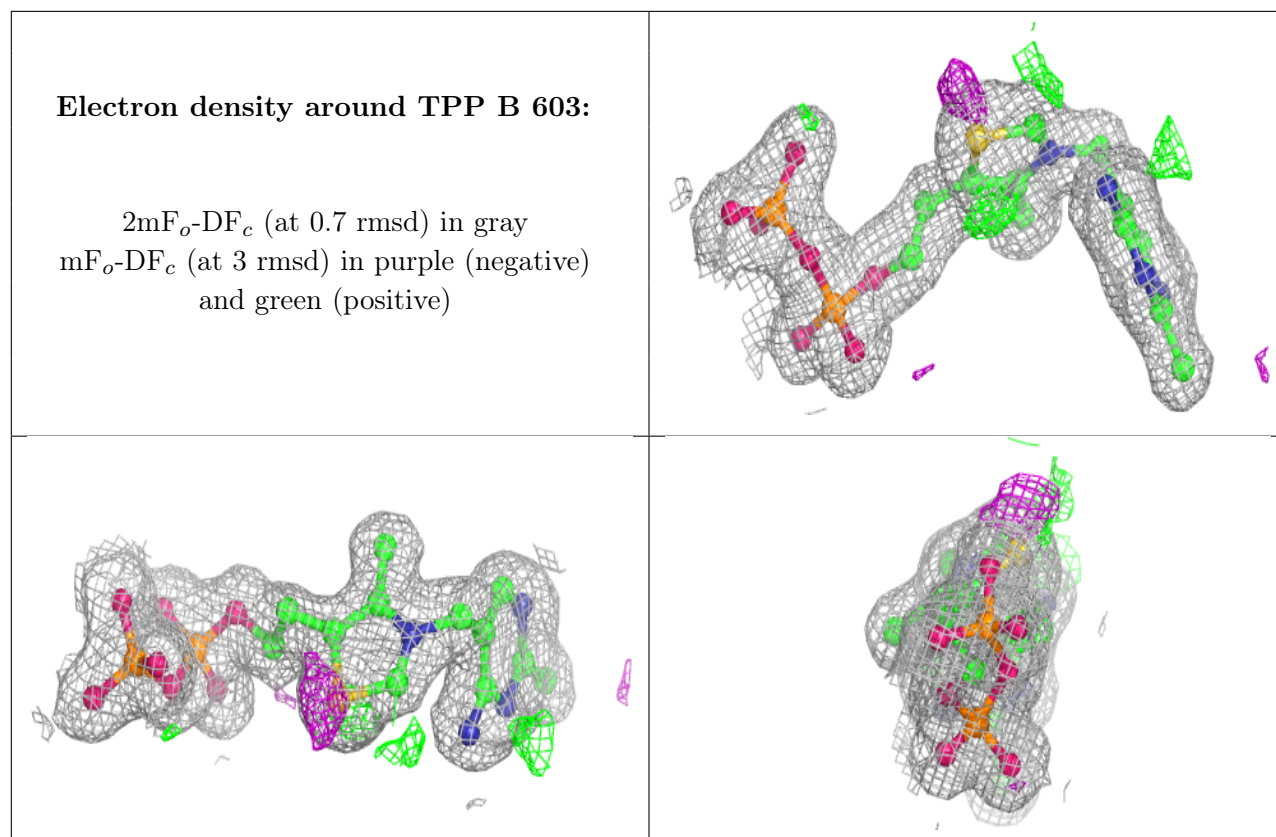 Electron density around TPP B 603:
2mFo-DFc (at 0.7 rmsd) in gray
mFo-DFc (at 3 rmsd) in purple (negative)
and green (positive)